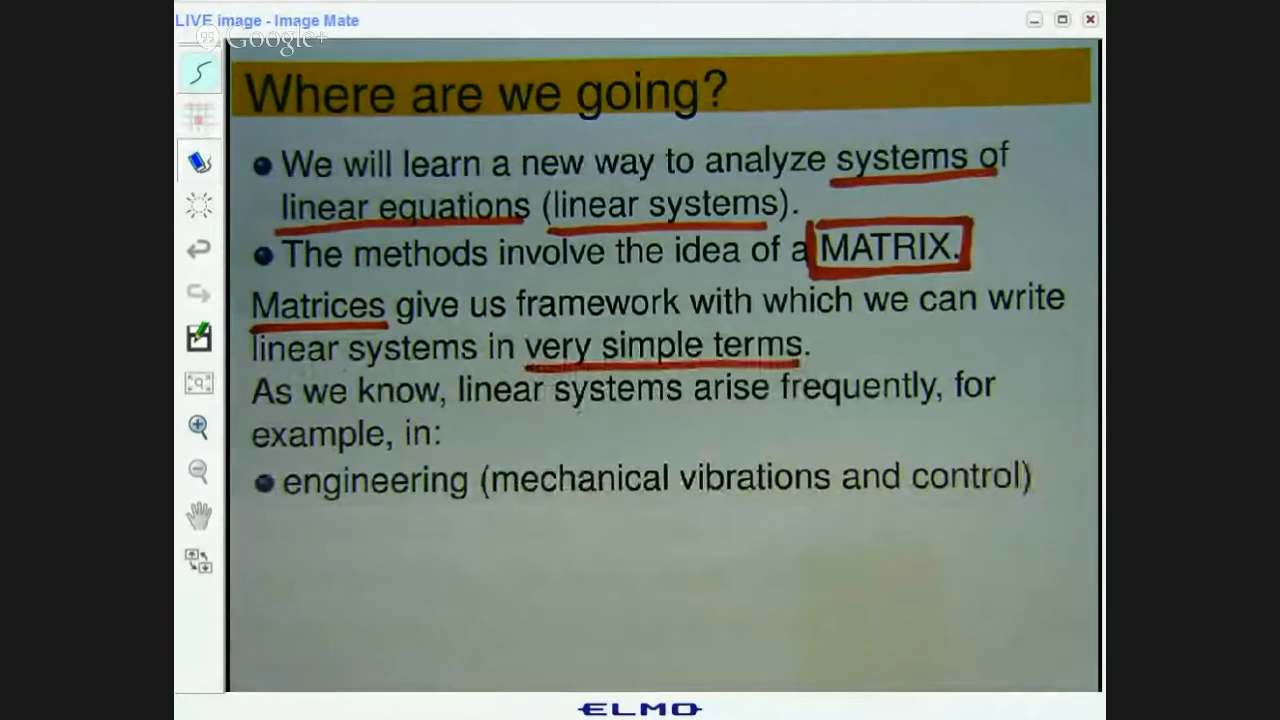 LIVE image - Image Mate
Google+
Where are we going?
We will learn a new way to analyze systems of
linear equations (linear systems).
The methods involve the idea of a MATRIX.
Matrices give us framework with which we can write
linear systems in very simple terms.
As we know, linear systems arise frequently, for
example, in:
engineering (mechanical vibrations and control)
ELMO